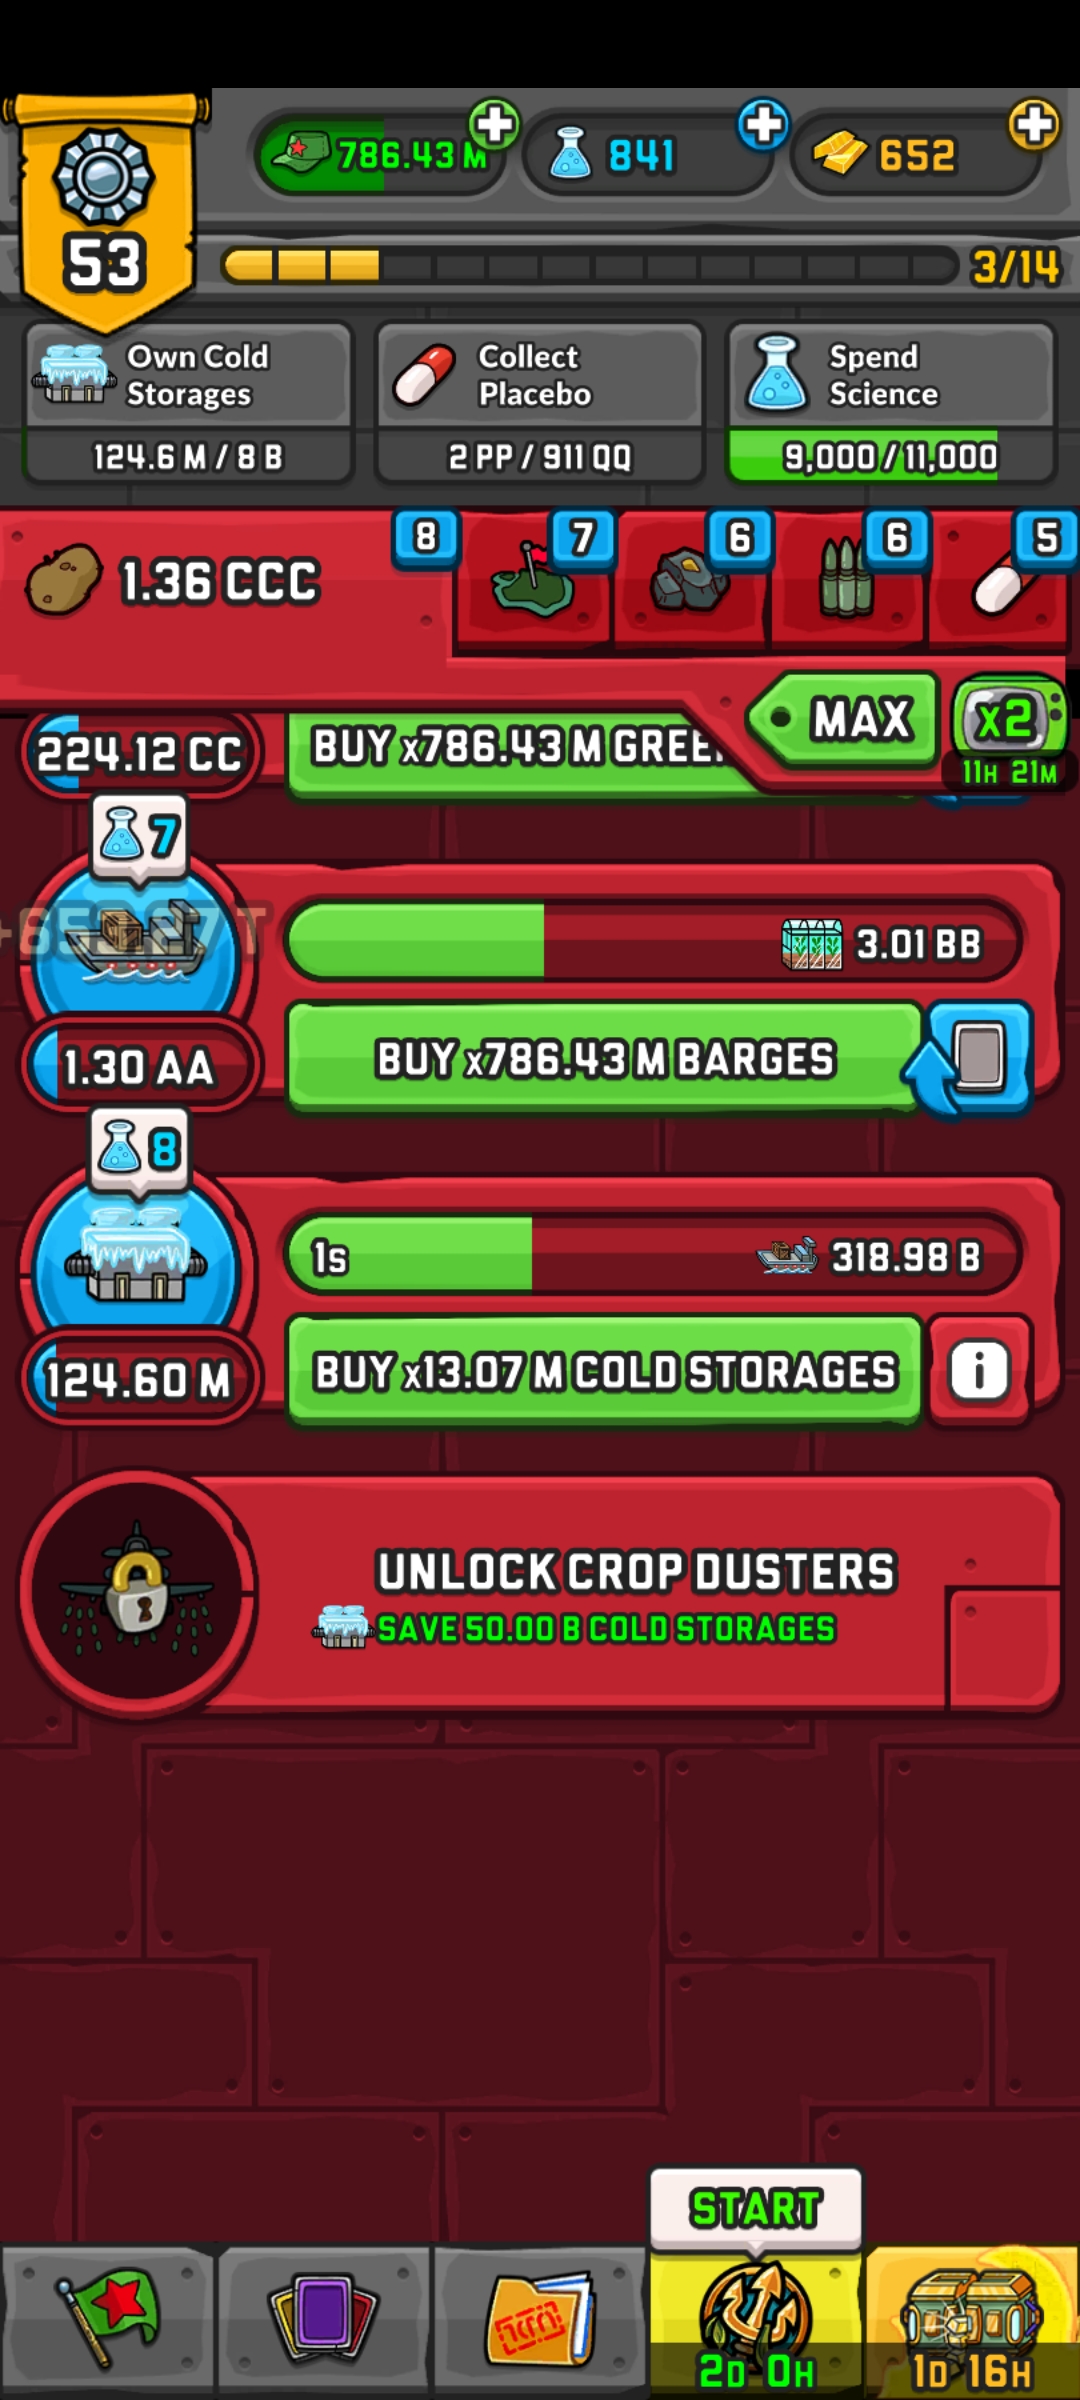 786.43 M
841
652
53
3/14
Own Cold
Storages
Collect
Placebo
Spend
Science
124.6 M / 8 B
2 PP / 911 QQ
9,000 / 11,000
1.36 CCC
8
7
6
6
5
MAX
x2
11H 21M
224.12 CC
BUY x786.43 M GREE
7
+653.27 T
3.01 BB
1.30 AA
BUY x786.43 M BARGES
8
1s
318.98 B
124.60 M
BUY x13.07 M COLD STORAGES
i
UNLOCK CROP DUSTERS
SAVE 50.00 B COLD STORAGES
START
2D 0H
1D 16H